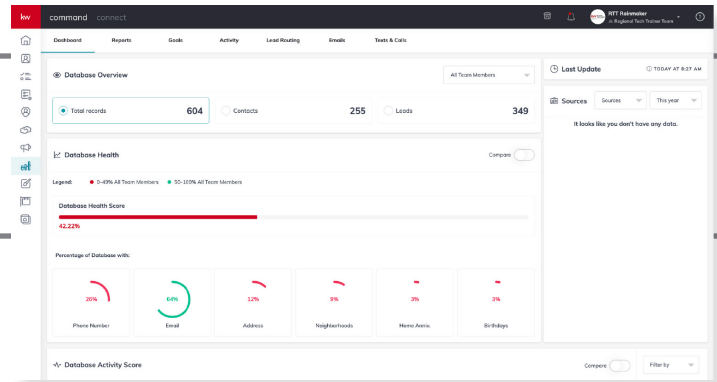 kw command connect
RTT Rainmaker
Jr. Regional Tech Trainer Team
Dashboard Reports Goals Activity Lead Routing Emails Texts & Calls
Database Overview
All Team Members
Total records 604
Contacts 255
Leads 349
Last Update TODAY AT 8:27 AM
Sources
Sources
This year
It looks like you don't have any data.
Database Health
Compare
Legend: 0-49% All Team Members 50-100% All Team Members
Database Health Score
42.22%
Percentage of Database with:
26% 64% 12% 9% 3% 3%
Phone Number Email Address Neighborhoods Home Anniv. Birthdays
Database Activity Score
Compare
Filter by